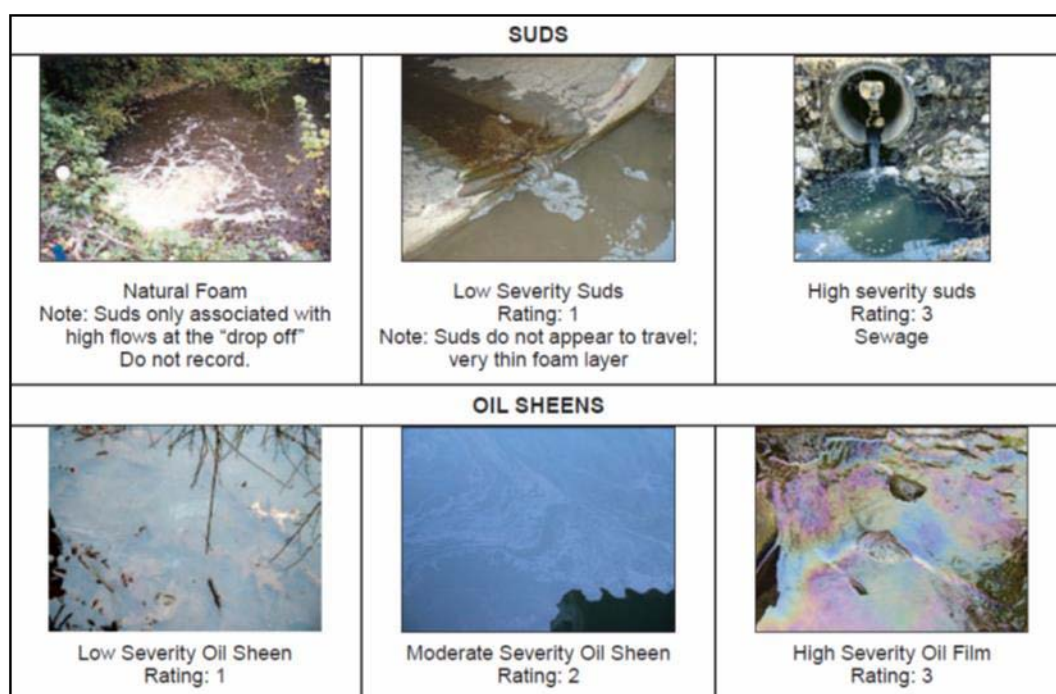 SUDS
Natural Foam
Note: Suds only associated with
high flows at the “drop off”
Do not record.
Low Severity Suds
Rating: 1
Note: Suds do not appear to travel;
very thin foam layer
High severity suds
Rating: 3
Sewage
OIL SHEENS
Low Severity Oil Sheen
Rating: 1
Moderate Severity Oil Sheen
Rating: 2
High Severity Oil Film
Rating: 3